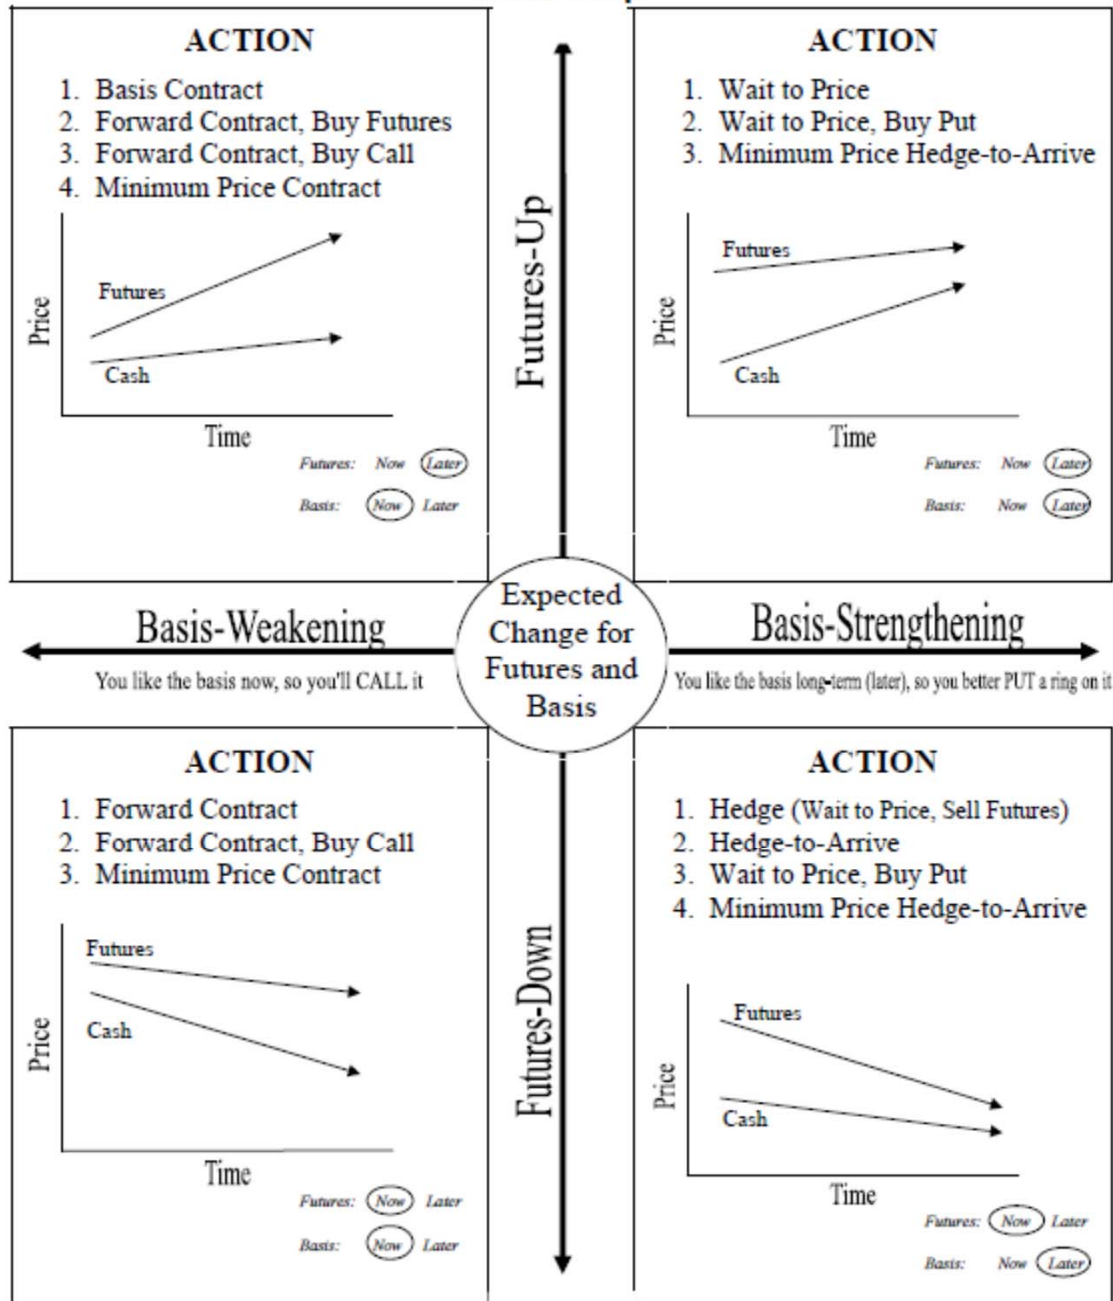 ACTION
1. Basis Contract
2. Forward Contract, Buy Futures
3. Forward Contract, Buy Call
4. Minimum Price Contract
Price
Futures
Cash
Time
Futures: Now Later
Basis: Now Later
Futures-Up
ACTION
1. Wait to Price
2. Wait to Price, Buy Put
3. Minimum Price Hedge-to-Arrive
Price
Futures
Cash
Time
Futures: Now Later
Basis: Now Later
Basis-Weakening
You like the basis now, so you'll CALL it
Expected
Change for
Futures and
Basis
Basis-Strengthening
You like the basis long-term (later), so you better PUT a ring on it
ACTION
1. Forward Contract
2. Forward Contract, Buy Call
3. Minimum Price Contract
Price
Futures
Cash
Time
Futures: Now Later
Basis: Now Later
Futures-Down
ACTION
1. Hedge (Wait to Price, Sell Futures)
2. Hedge-to-Arrive
3. Wait to Price, Buy Put
4. Minimum Price Hedge-to-Arrive
Price
Futures
Cash
Time
Futures: Now Later
Basis: Now Later